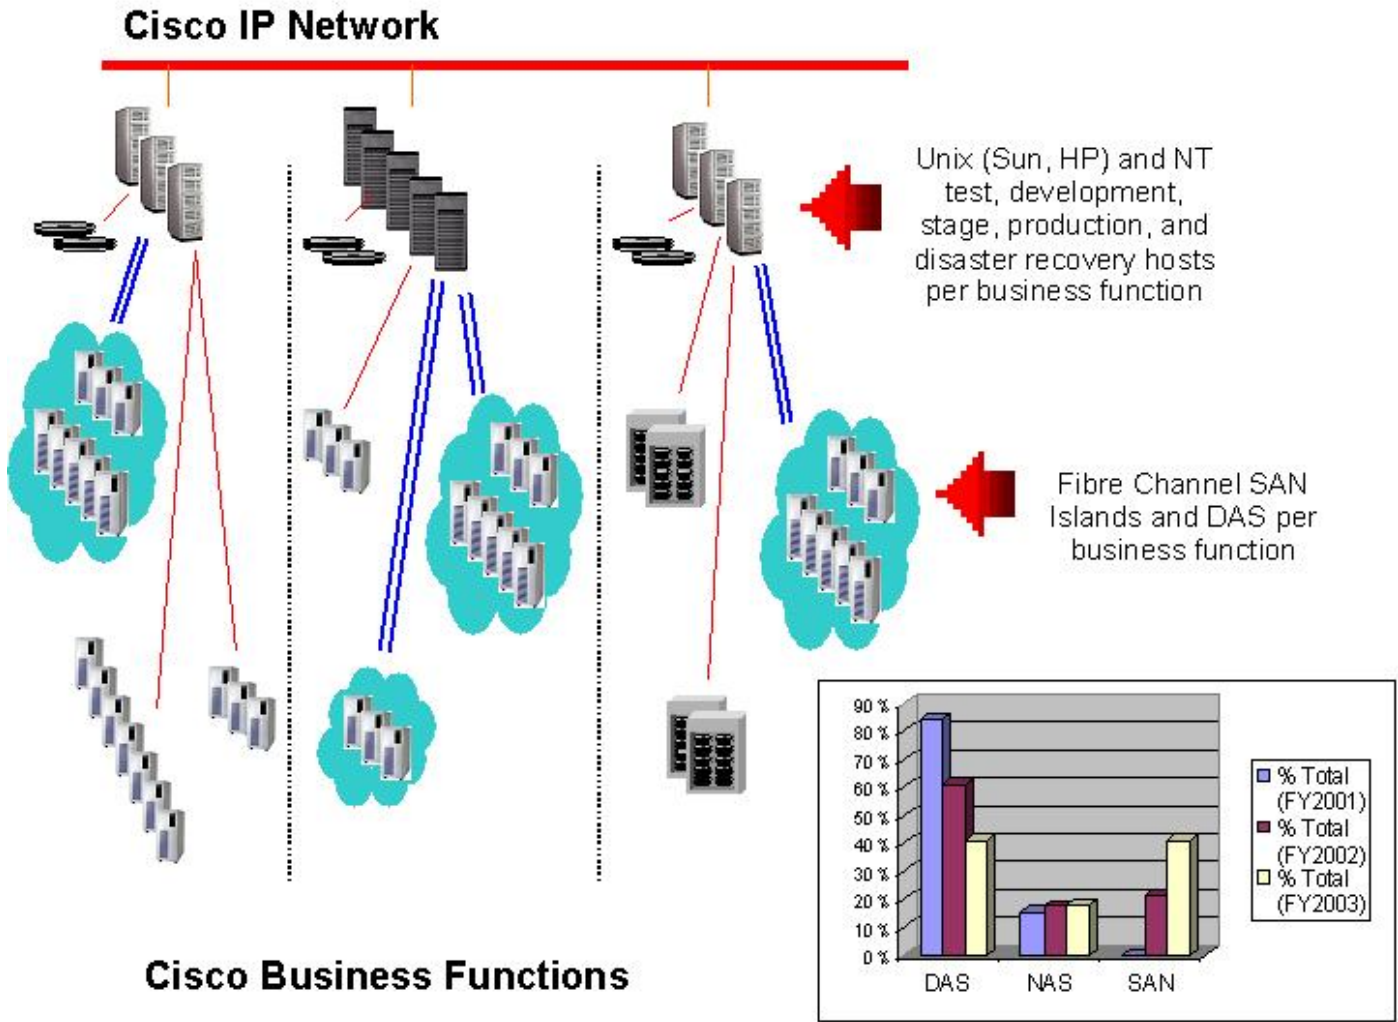 Cisco IP Network
Unix (Sun, HP) and NT
test, development,
stage, production, and
disaster recovery hosts
per business function
Fibre Channel SAN
Islands and DAS per
business function
90 %
80 %
70 %
60 %
50 %
40 %
30 %
20 %
10 %
0 %
DAS
NAS
SAN
% Total
(FY2001)
% Total
(FY2002)
% Total
(FY2003)
Cisco Business Functions